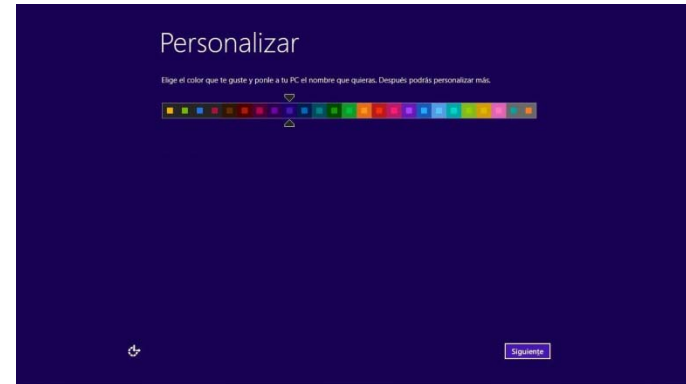 Personalizar
Elige el color que te guste y ponle a tu PC el nombre que quieras. Después podrás personalizar más.
Siguiente